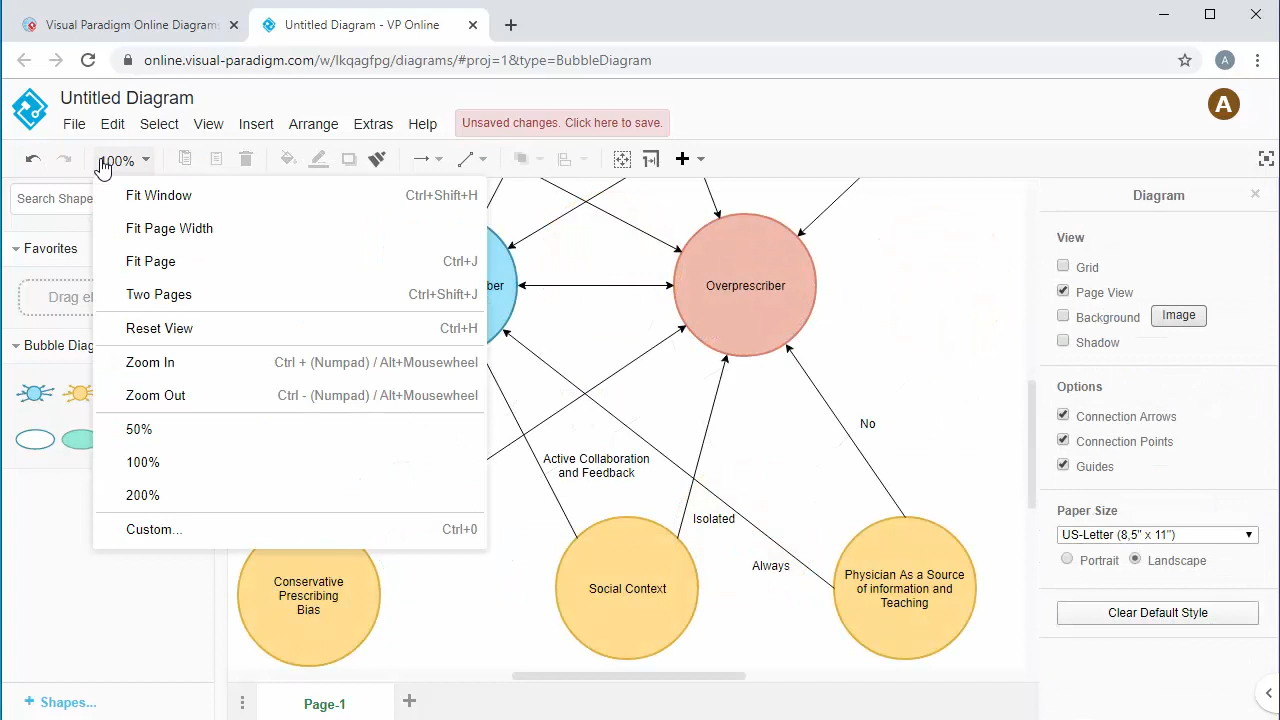 Visual Paradigm Online Diagrams
Untitled Diagram - VP Online
online.visual-paradigm.com/w/lkqagfpg/diagrams/#proj=1&type=BubbleDiagram
A
Untitled Diagram
A
File Edit Select View Insert Arrange Extras Help
Unsaved changes. Click here to save.
100%
Search Shape
Favorites
Drag el
Bubble Diag
Fit Window Ctrl+Shift+H
Fit Page Width
Fit Page Ctrl+J
Two Pages Ctrl+Shift+J
Reset View Ctrl+H
Zoom In Ctrl + (Numpad) / Alt+Mousewheel
Zoom Out Ctrl - (Numpad) / Alt+Mousewheel
50%
100%
200%
Custom... Ctrl+0
ber
Overprescriber
No
Active Collaboration
and Feedback
Isolated
Always
Conservative
Prescribing
Bias
Social Context
Physician As a Source
of information and
Teaching
Diagram
View
Grid
Page View
Background Image
Shadow
Options
Connection Arrows
Connection Points
Guides
Paper Size
US-Letter (8,5" x 11")
Portrait Landscape
Clear Default Style
+ Shapes...
Page-1